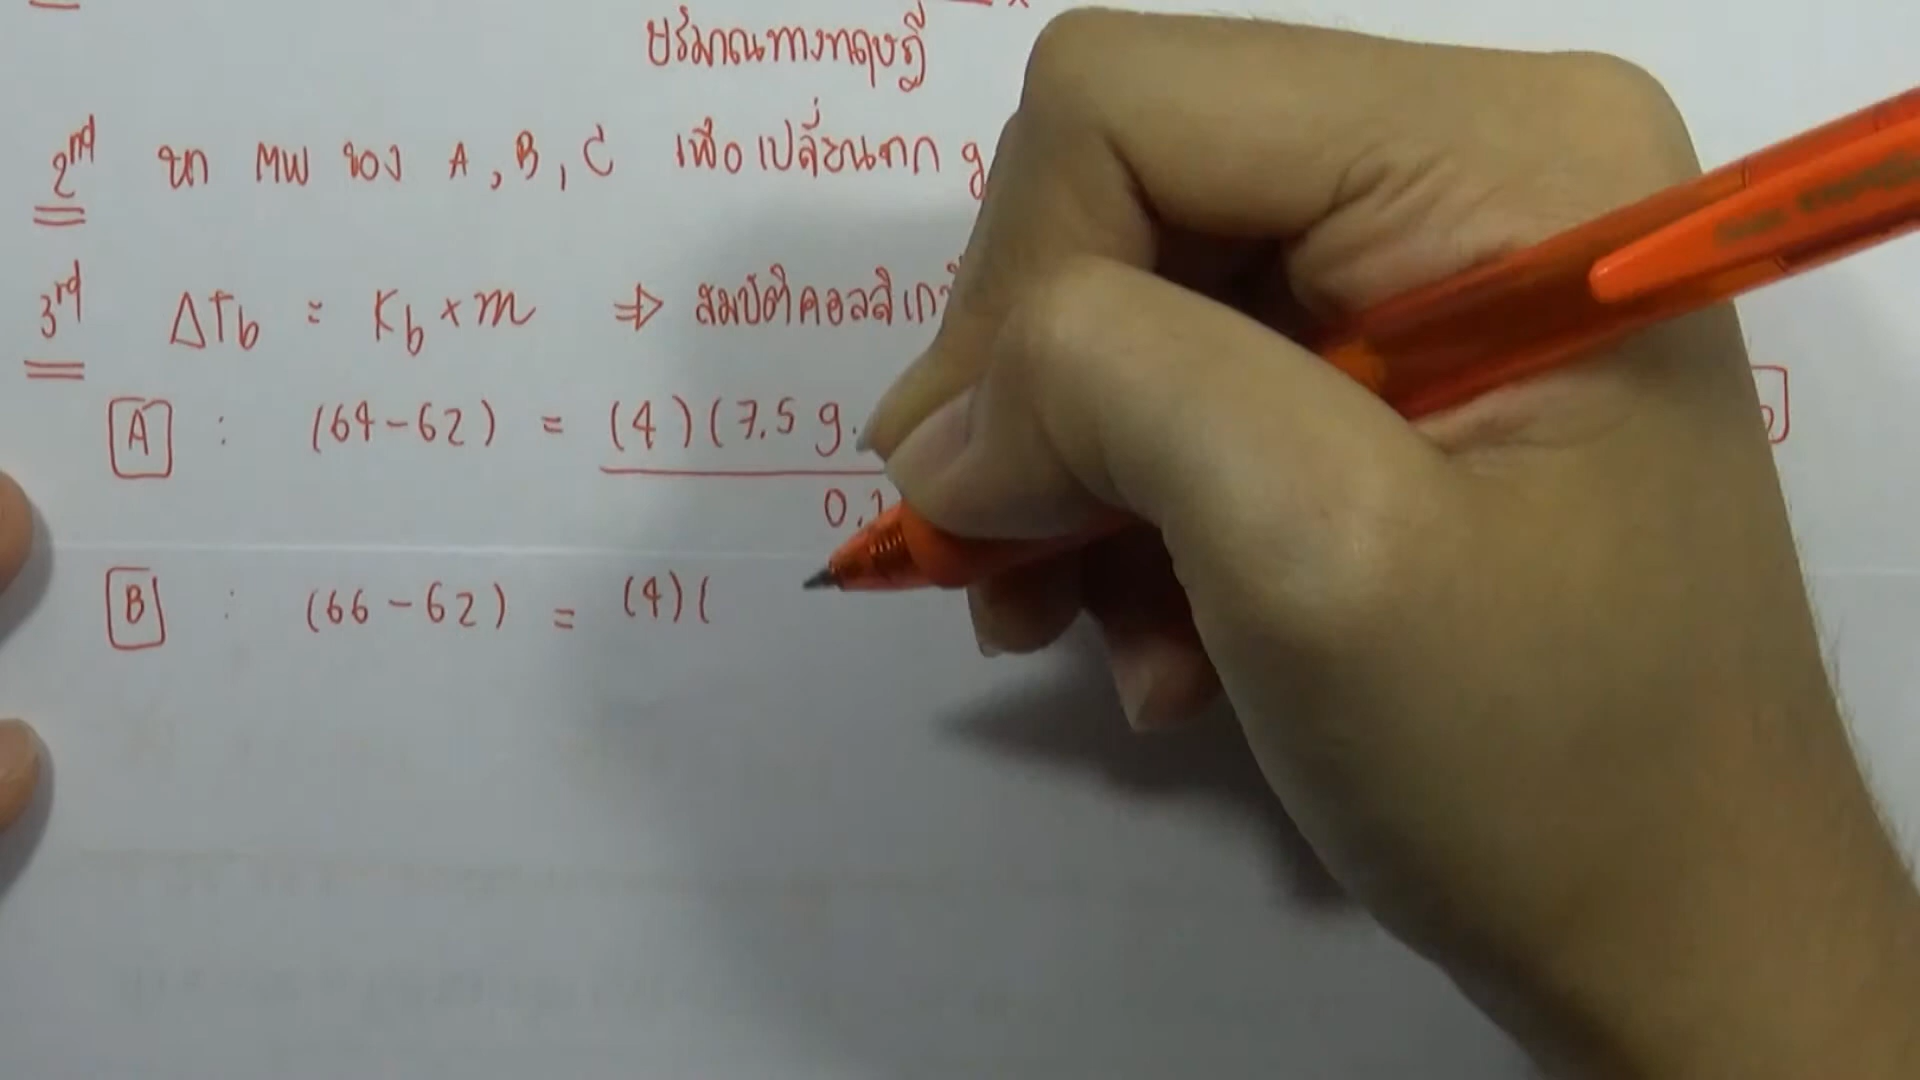 ปริมาณทางทฤษฎี
2nd หา MW ของ A, B, C เพื่อเปลี่ยนจาก g
3rd ΔTb = Kb × m ⇒ สมบัติคอลลิเกทิ
A : (64-62) = (4)(7.5 g.
0.1
B : (66-62) = (4)(